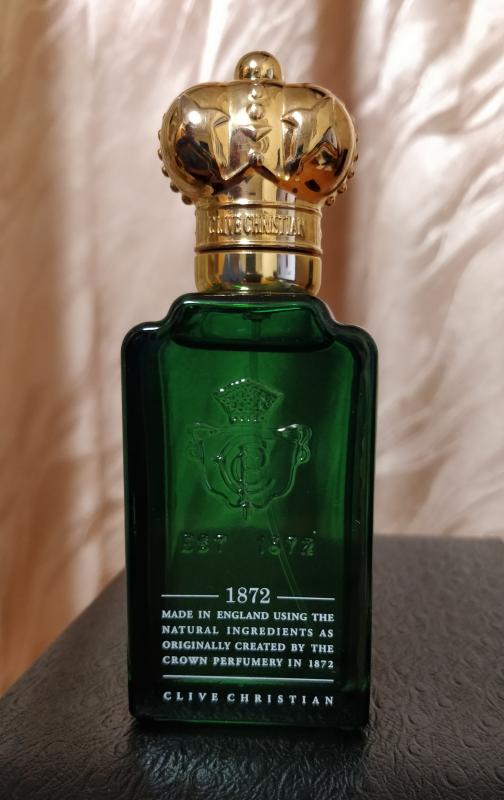 CLIVE CHRISTIAN
EST 1872
1872
MADE IN ENGLAND USING THE
NATURAL INGREDIENTS AS
ORIGINALLY CREATED BY THE
CROWN PERFUMERY IN 1872
CLIVE CHRISTIAN